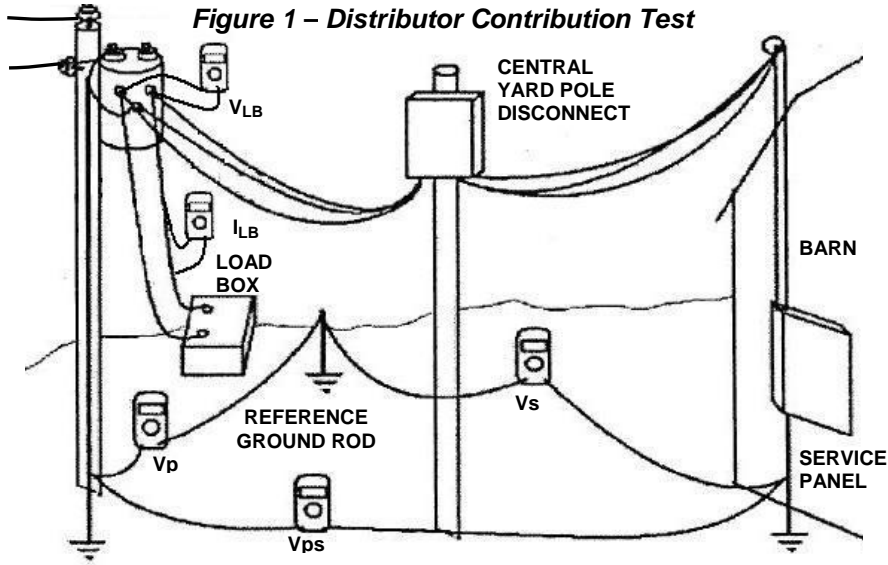 Figure 1 – Distributor Contribution Test
VLB
CENTRAL
YARD POLE
DISCONNECT
ILB
LOAD
BOX
BARN
REFERENCE
GROUND ROD
Vs
Vp
SERVICE
PANEL
Vps